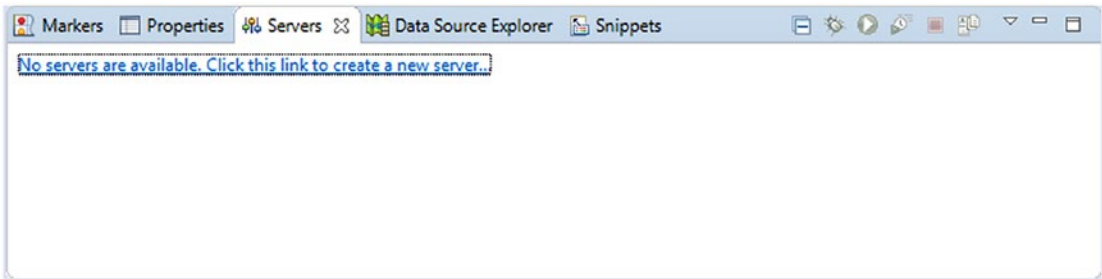 Markers Properties Servers Data Source Explorer Snippets
No servers are available. Click this link to create a new server...